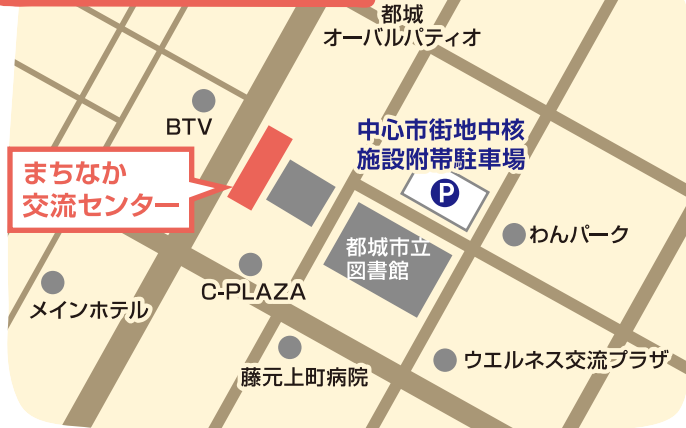 都城
オーバルパティオ
BTV
中心市街地中核
施設附帯駐車場
P
まちなか
交流センター
わんパーク
都城市立
図書館
C-PLAZA
メインホテル
藤元上町病院
ウエルネス交流プラザ